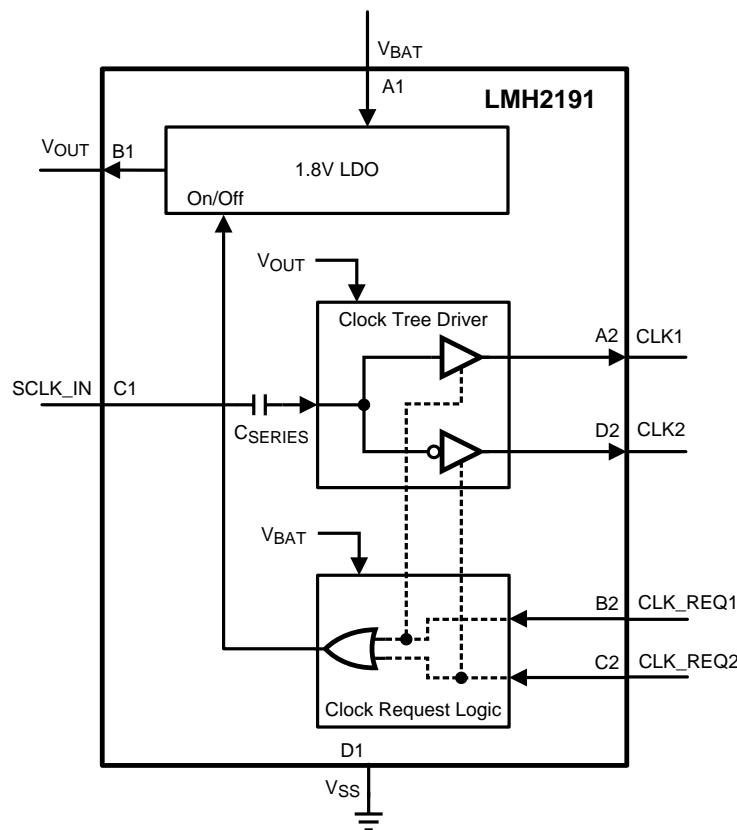 VBAT
A1
LMH2191
VOUT
B1
1.8V LDO
On/Off
VOUT
Clock Tree Driver
A2
CLK1
SCLK_IN
C1
CSERIES
D2
CLK2
VBAT
B2
CLK_REQ1
C2
CLK_REQ2
Clock Request Logic
D1
VSS